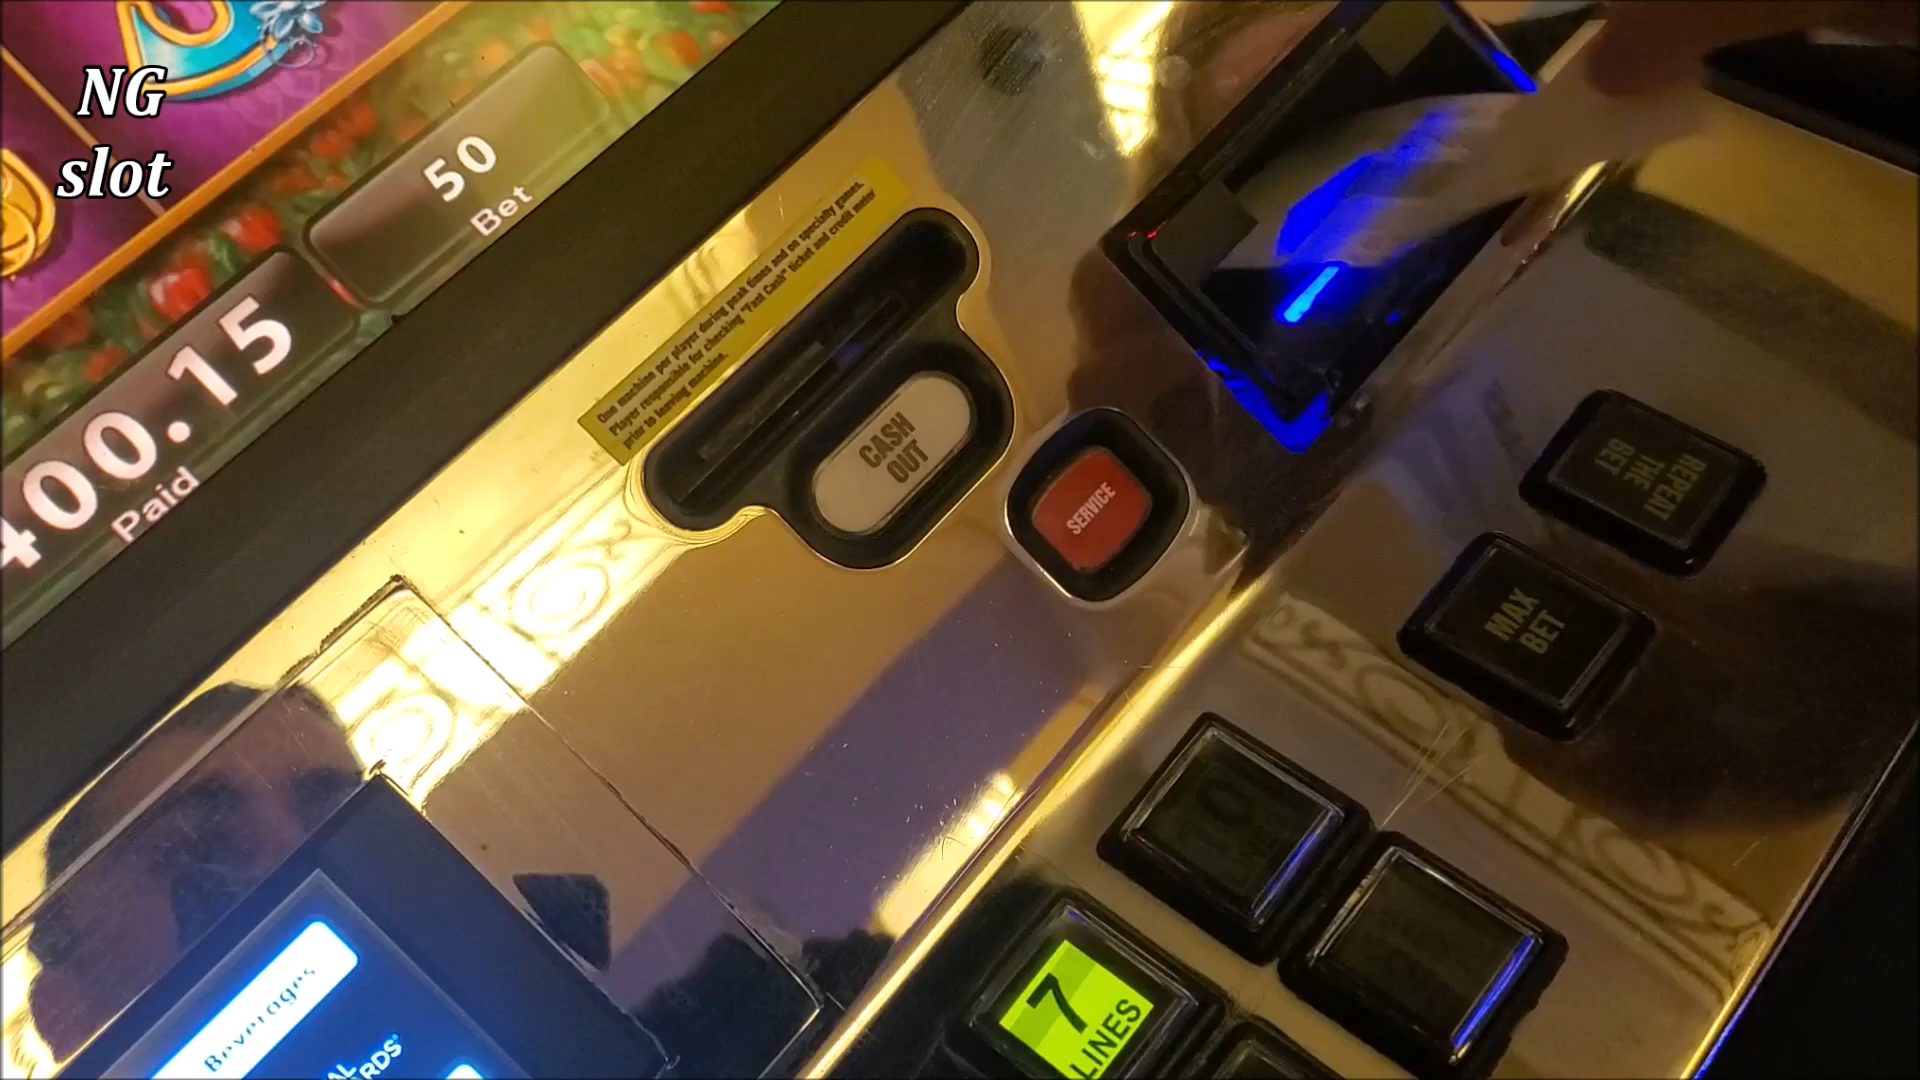 NG
slot
50
Bet
400.15
Paid
One machine per player during peak times and on specialty games.
Player responsible for checking "Fast Cash" ticket and credit meter
prior to leaving machine.
CASH
OUT
SERVICE
REPEAT
THE
BET
MAX
BET
7
LINES
Beverages